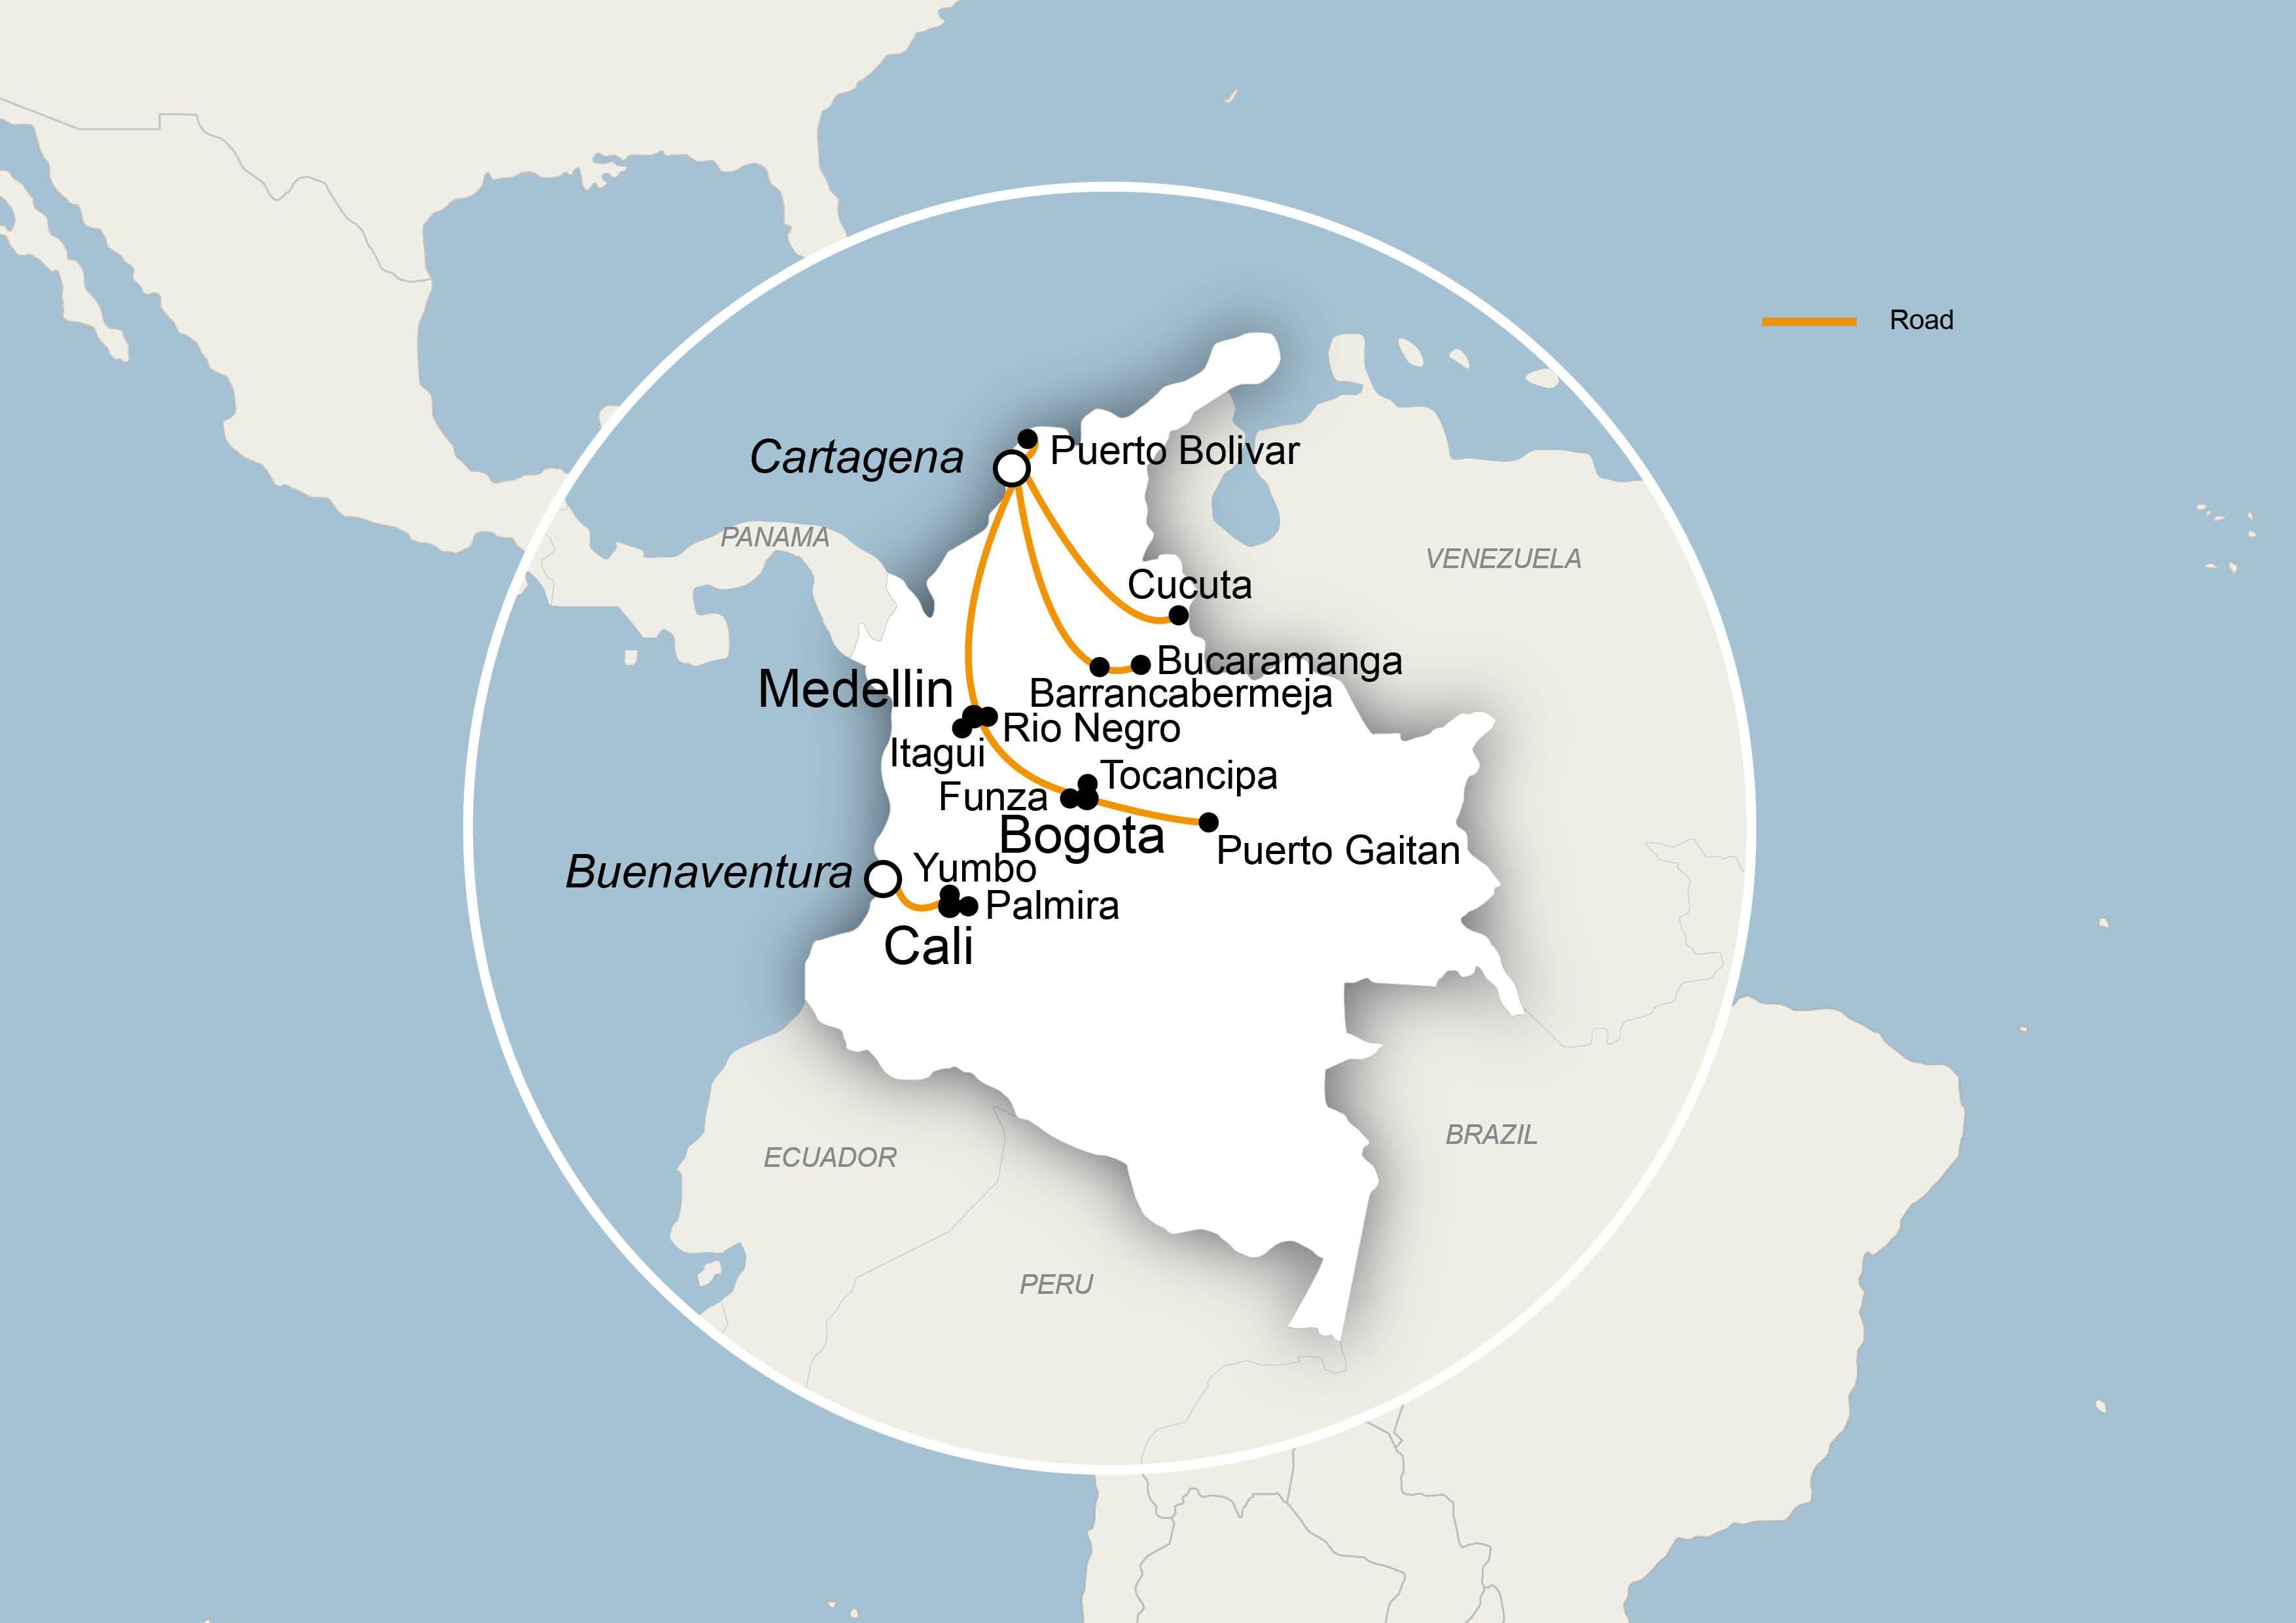 Road
Cartagena
Puerto Bolivar
PANAMA
VENEZUELA
Cucuta
Bucaramanga
Medellin
Barrancabermeja
Rio Negro
Itagui
Tocancipa
Funza
Bogota
Puerto Gaitan
Buenaventura
Yumbo
Palmira
Cali
BRAZIL
ECUADOR
PERU